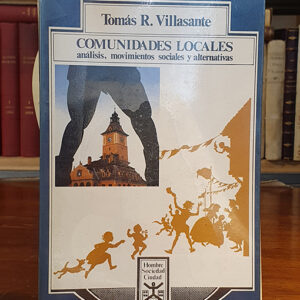 Tomás R. Villasante
COMUNIDADES LOCALES
análisis, movimientos sociales y alternativas
Hombre
Sociedad
Ciudad